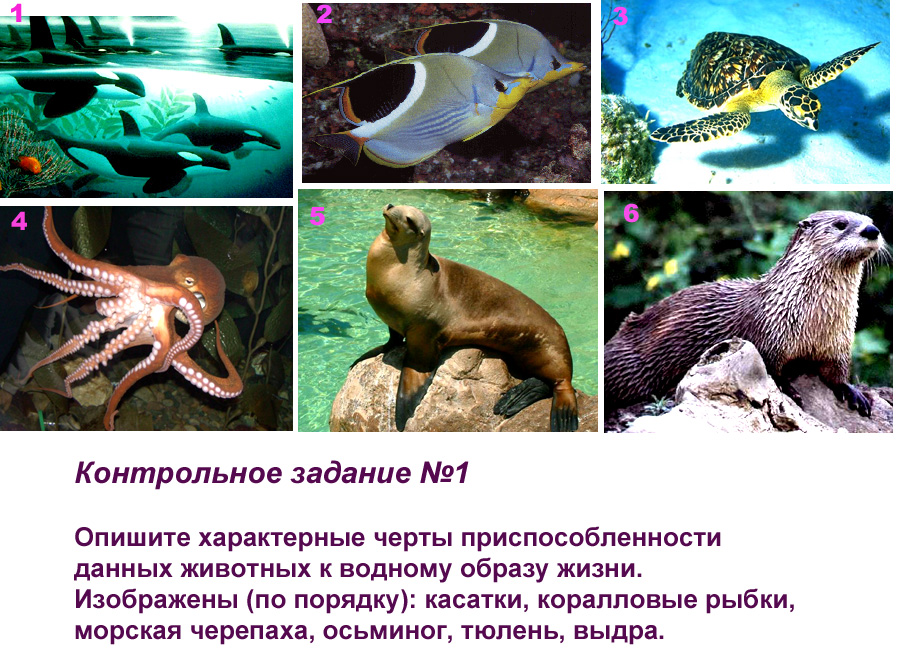 1
2
3
4
5
6
Контрольное задание №1
Опишите характерные черты приспособленности
данных животных к водному образу жизни.
Изображены (по порядку): касатки, коралловые рыбки,
морская черепаха, осьминог, тюлень, выдра.